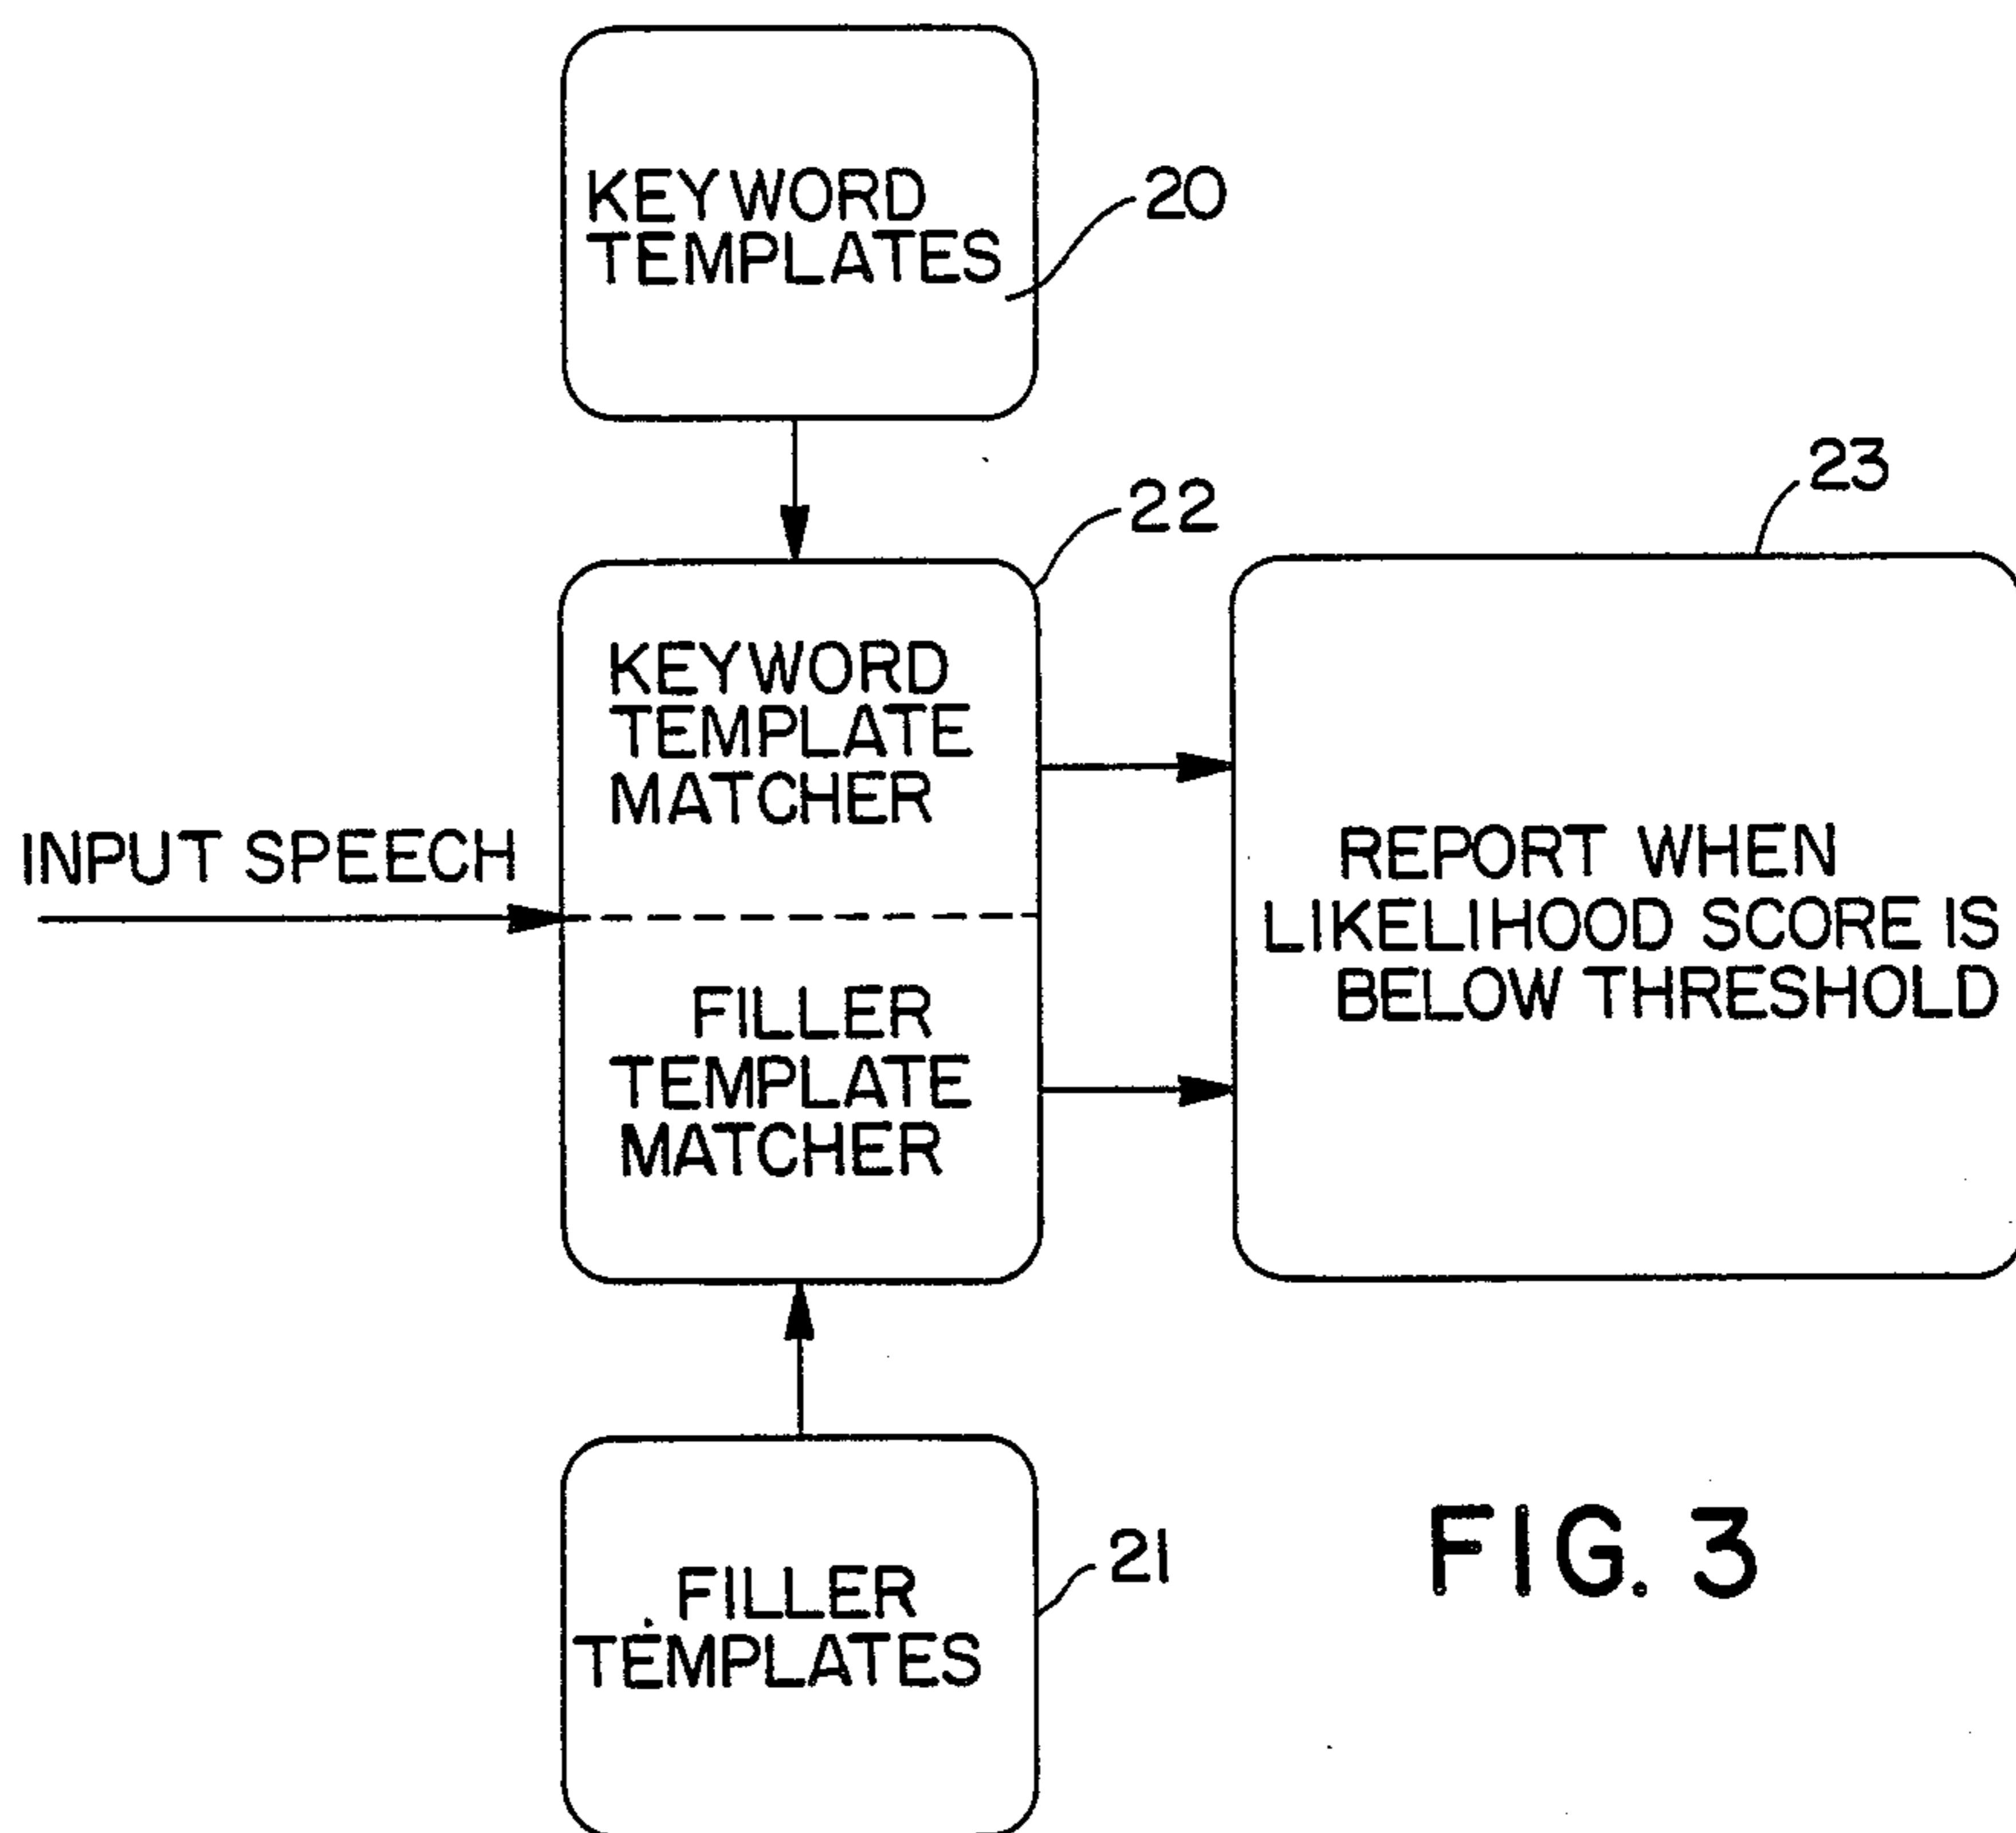 KEYWORD
TEMPLATES
20
22
23
KEYWORD
TEMPLATE
MATCHER
INPUT SPEECH
FILLER
TEMPLATE
MATCHER
REPORT WHEN
LIKELIHOOD SCORE IS
BELOW THRESHOLD
FILLER
TEMPLATES
21
FIG. 3